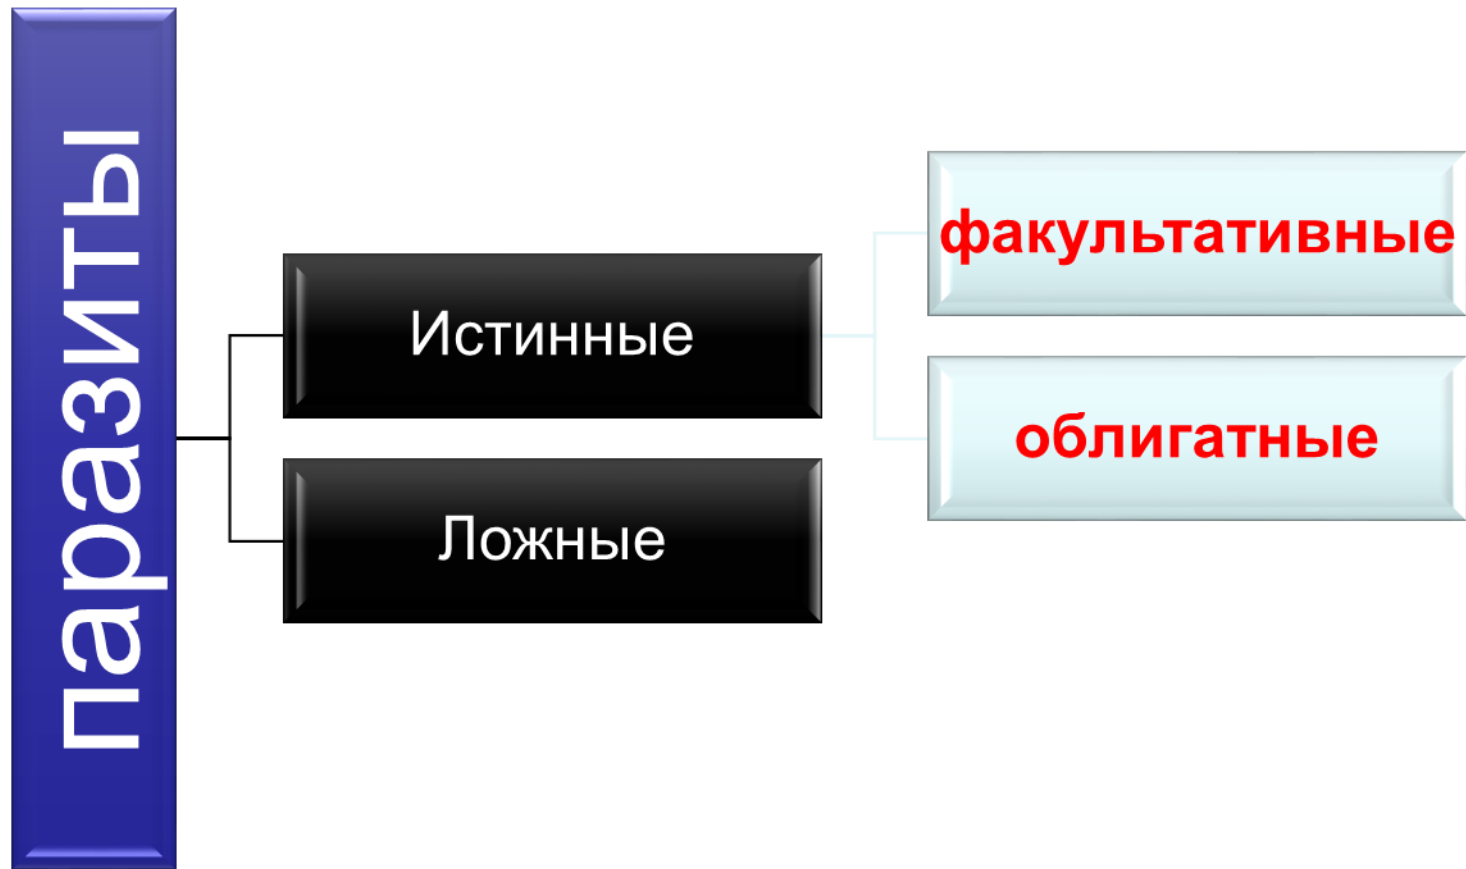 паразиты
Истинные
Ложные
факультативные
облигатные